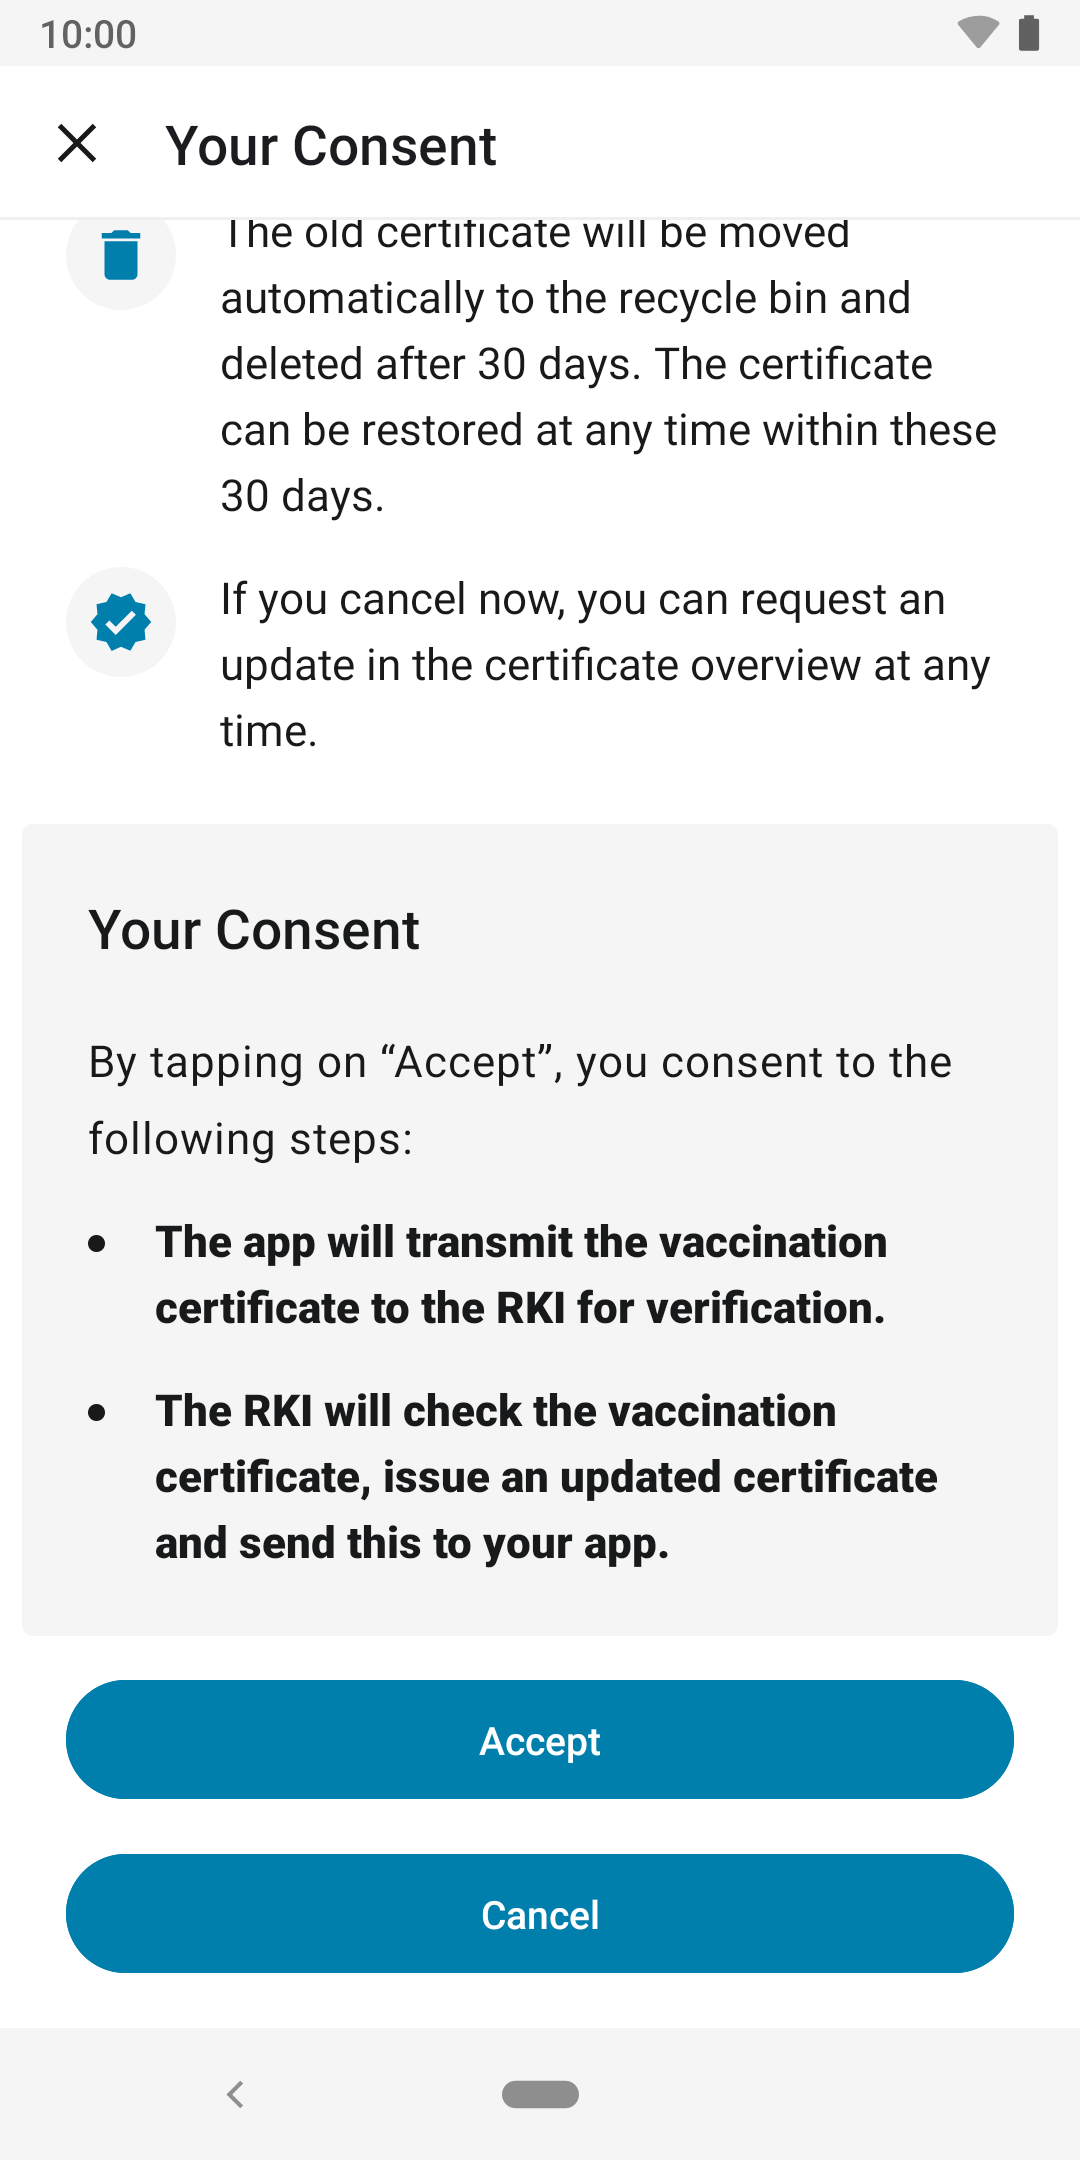 10:00
Your Consent
The old certificate will be moved
automatically to the recycle bin and
deleted after 30 days. The certificate
can be restored at any time within these
30 days.
If you cancel now, you can request an
update in the certificate overview at any
time.
Your Consent
By tapping on “Accept”, you consent to the
following steps:
• The app will transmit the vaccination
certificate to the RKI for verification.
• The RKI will check the vaccination
certificate, issue an updated certificate
and send this to your app.
Accept
Cancel